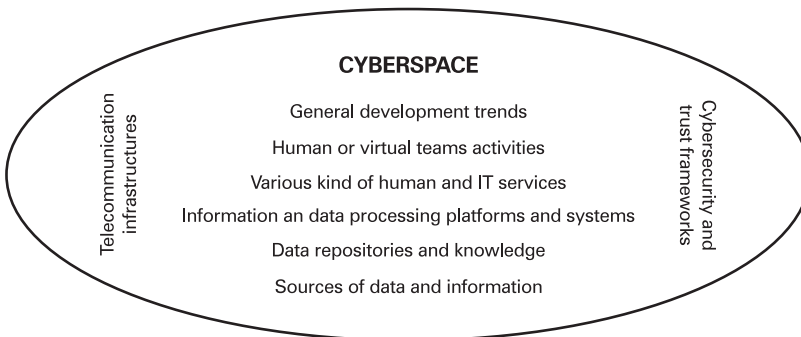 CYBERSPACE
Telecommunication
infrastructures
General development trends
Human or virtual teams activities
Various kind of human and IT services
Information an data processing platforms and systems
Data repositories and knowledge
Sources of data and information
Cybersecurity and
trust frameworks